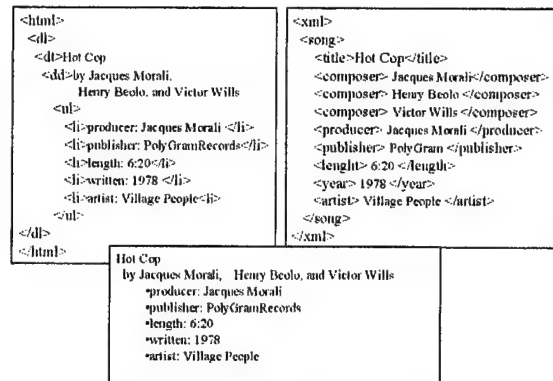 <html>
<dl>
<dt>Hot Cop
<dd>by Jacques Morali,
Henry Beolo, and Victor Wills
<ul>
<li>producer: Jacques Morali </li>
<li>publisher: PolyGramRecords</li>
<li>length: 6:20</li>
<li>written: 1978 </li>
<li>artist: Village People<li>
</ul>
</dl>
</html>
<xml>
<song>
<title>Hot Cop</title>
<composer> Jacques Morali</composer>
<composer> Henry Beolo </composer>
<composer> Victor Wills </composer>
<producer> Jacques Morali </producer>
<publisher> PolyGram </publisher>
<lenght> 6:20 </length>
<year> 1978 </year>
<artist> Village People </artist>
</song>
</xml>
Hot Cop
by Jacques Morali, Henry Beolo, and Victor Wills
•producer: Jacques Morali
•publisher: PolyGramRecords
•length: 6:20
•written: 1978
•artist: Village People